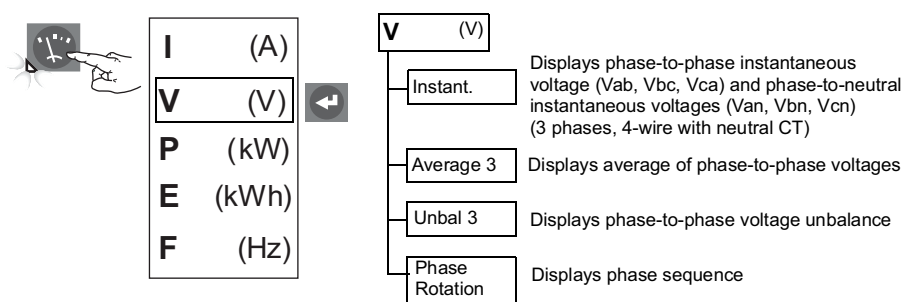 I (A)
V (V)
P (kW)
E (kWh)
F (Hz)
V (V)
Instant.
Displays phase-to-phase instantaneous
voltage (Vab, Vbc, Vca) and phase-to-neutral
instantaneous voltages (Van, Vbn, Vcn)
(3 phases, 4-wire with neutral CT)
Average 3
Displays average of phase-to-phase voltages
Unbal 3
Displays phase-to-phase voltage unbalance
Phase
Rotation
Displays phase sequence